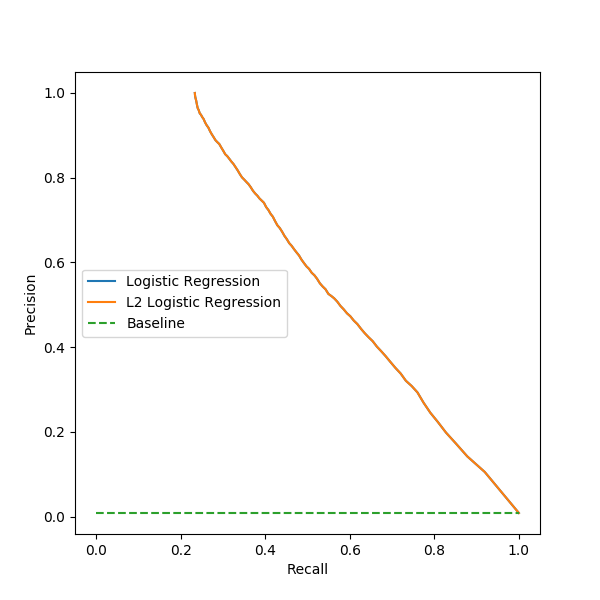 1.0
0.8
0.6
0.4
0.2
0.0
Precision
Logistic Regression
L2 Logistic Regression
Baseline
0.0 0.2 0.4 0.6 0.8 1.0
Recall